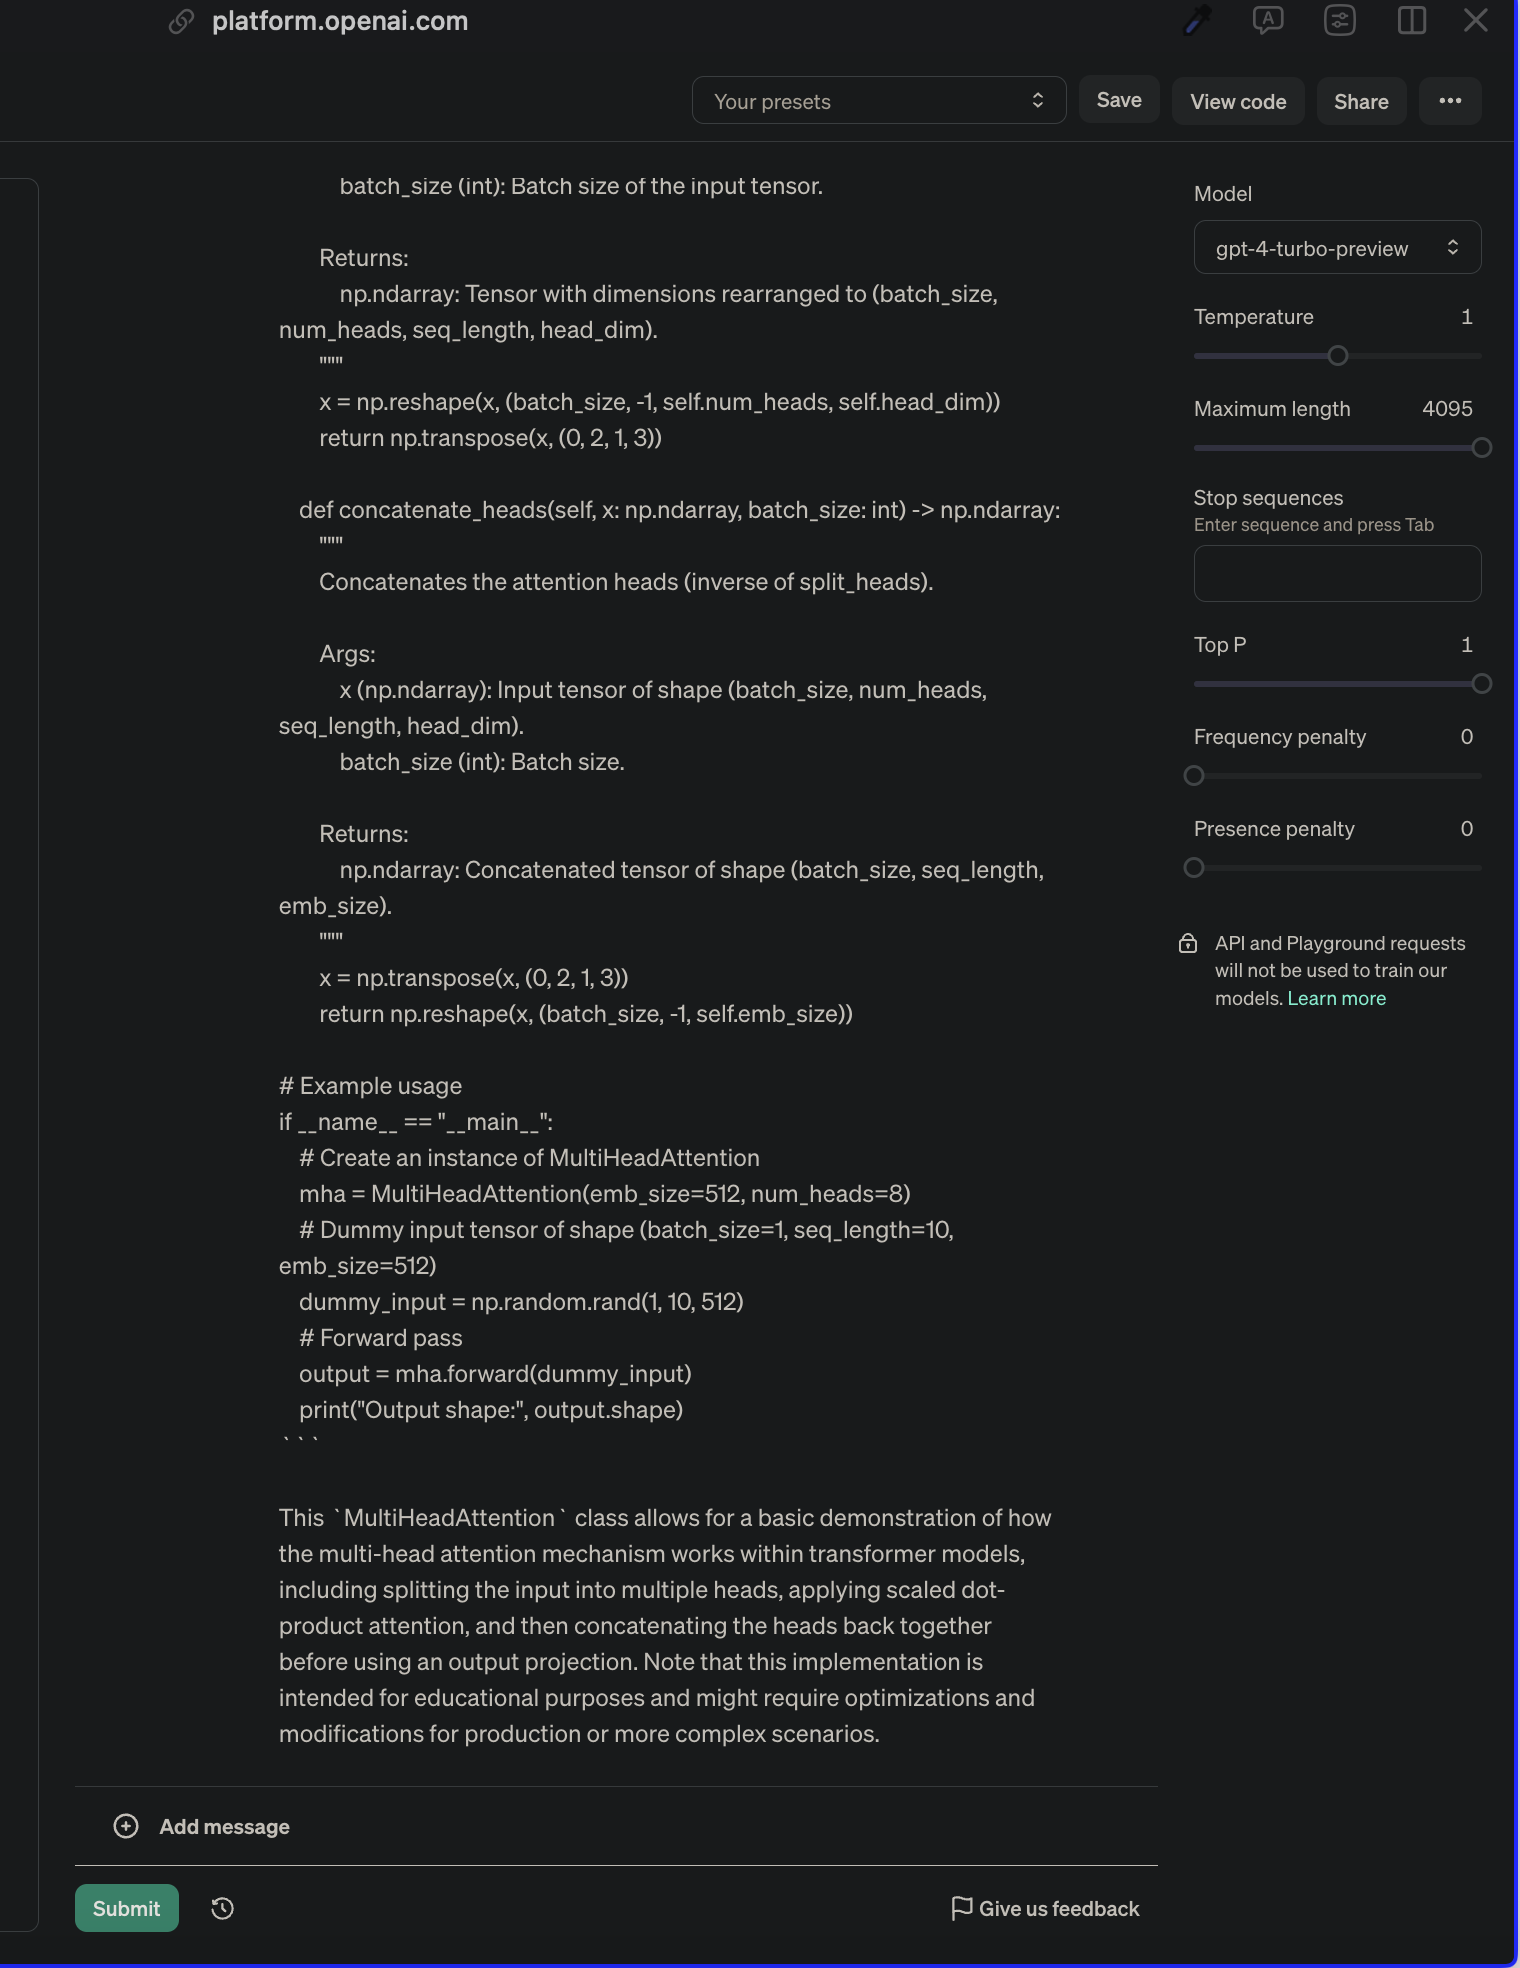 platform.openai.com
Your presets
Save
View code
Share
•••
batch_size (int): Batch size of the input tensor.
Returns:
np.ndarray: Tensor with dimensions rearranged to (batch_size,
num_heads, seq_length, head_dim).
"""
x = np.reshape(x, (batch_size, -1, self.num_heads, self.head_dim))
return np.transpose(x, (0, 2, 1, 3))
def concatenate_heads(self, x: np.ndarray, batch_size: int) -> np.ndarray:
"""
Concatenates the attention heads (inverse of split_heads).
Args:
x (np.ndarray): Input tensor of shape (batch_size, num_heads,
seq_length, head_dim).
batch_size (int): Batch size.
Returns:
np.ndarray: Concatenated tensor of shape (batch_size, seq_length,
emb_size).
"""
x = np.transpose(x, (0, 2, 1, 3))
return np.reshape(x, (batch_size, -1, self.emb_size))
# Example usage
if __name__ == "__main__":
# Create an instance of MultiHeadAttention
mha = MultiHeadAttention(emb_size=512, num_heads=8)
# Dummy input tensor of shape (batch_size=1, seq_length=10,
emb_size=512)
dummy_input = np.random.rand(1, 10, 512)
# Forward pass
output = mha.forward(dummy_input)
print("Output shape:", output.shape)
```
This `MultiHeadAttention` class allows for a basic demonstration of how
the multi-head attention mechanism works within transformer models,
including splitting the input into multiple heads, applying scaled dot-
product attention, and then concatenating the heads back together
before using an output projection. Note that this implementation is
intended for educational purposes and might require optimizations and
modifications for production or more complex scenarios.
Add message
Submit
Give us feedback
Model
gpt-4-turbo-preview
Temperature 1
Maximum length 4095
Stop sequences
Enter sequence and press Tab
Top P 1
Frequency penalty 0
Presence penalty 0
API and Playground requests
will not be used to train our
models. Learn more